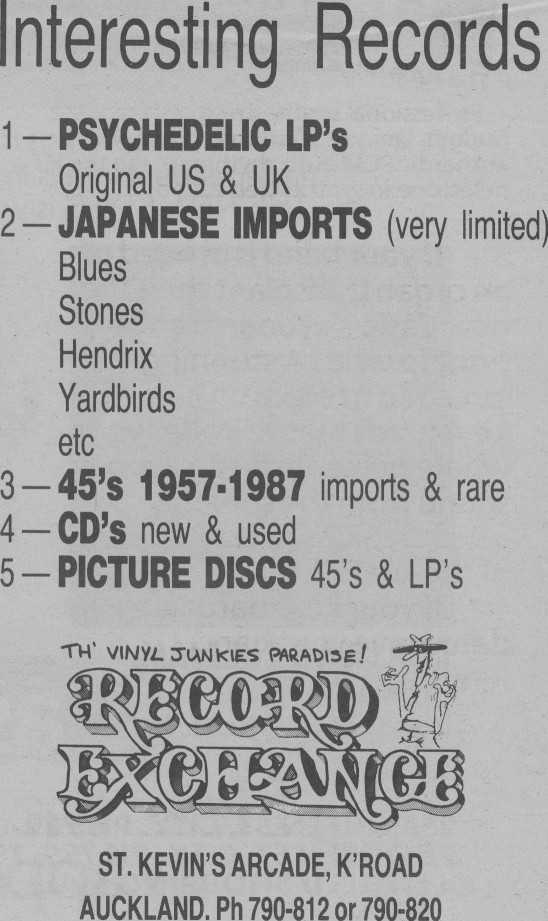 Interesting Records
1 — PSYCHEDELIC LP's
Original US & UK
2 — JAPANESE IMPORTS (very limited)
Blues
Stones
Hendrix
Yardbirds
etc
3 — 45's 1957-1987 imports & rare
4 — CD's new & used
5 — PICTURE DISCS 45's & LP's
TH' VINYL JUNKIES PARADISE!
RECORD
EXCHANGE
ST. KEVIN'S ARCADE, K'ROAD
AUCKLAND. Ph 790-812 or 790-820